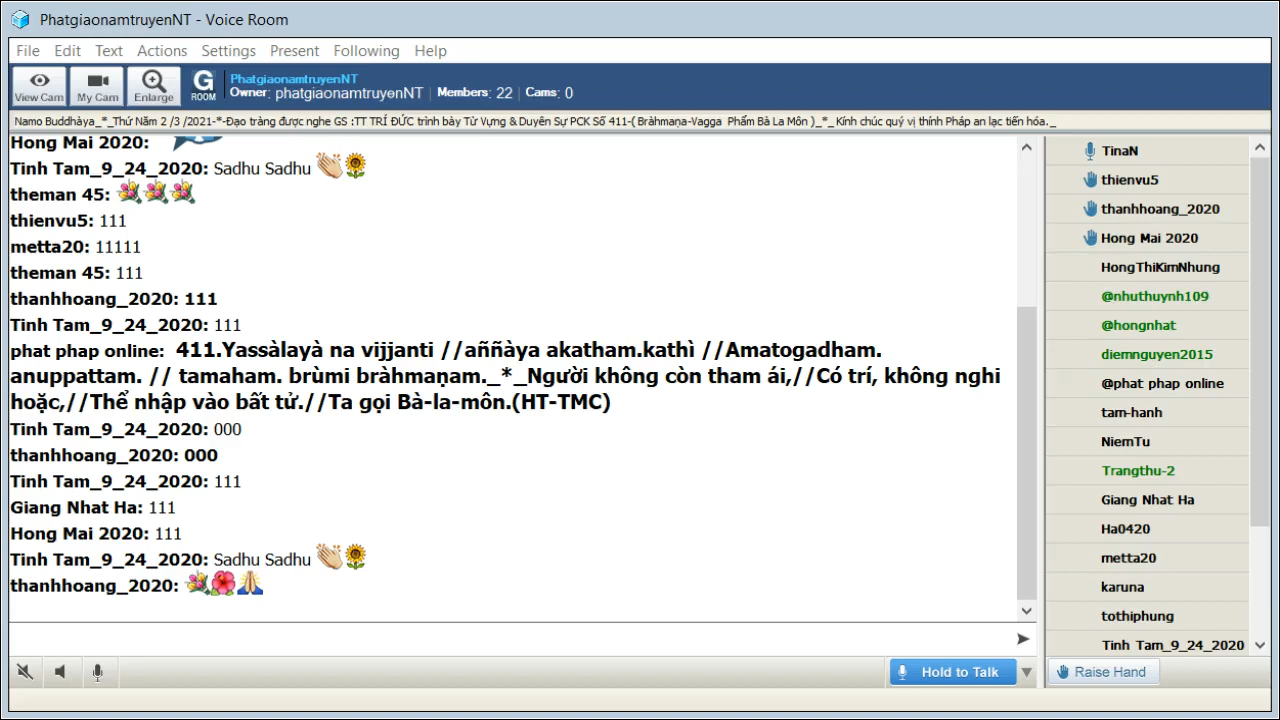 PhatgiaonamtruyenNT - Voice Room
File Edit Text Actions Settings Present Following Help
View Cam My Cam Enlarge G ROOM
PhatgiaonamtruyenNT
Owner: phatgiaonamtruyenNT Members: 22 Cams: 0
Namo Buddhàya_*_Thứ Năm 2 /3 /2021-*-Đạo tràng được nghe GS :TT TRÍ ĐỨC trình bày Từ Vựng & Duyên Sự PCK Số 411-( Bràhmaṇa-Vagga Phẩm Bà La Môn )_*_Kính chúc quý vị thính Pháp an lạc tiến hóa._
Hong Mai 2020:
Tinh Tam_9_24_2020: Sadhu Sadhu 👏🌻
theman 45: 💐💐💐
thienvu5: 111
metta20: 11111
theman 45: 111
thanhhoang_2020: 111
Tinh Tam_9_24_2020: 111
phat phap online: 411.Yassàlayà na vijjanti //aññàya akatham.kathì //Amatogadham.
anuppattam. // tamaham. brùmi bràhmaṇam._*_Người không còn tham ái,//Có trí, không nghi
hoặc,//Thể nhập vào bất tử.//Ta gọi Bà-la-môn.(HT-TMC)
Tinh Tam_9_24_2020: 000
thanhhoang_2020: 000
Tinh Tam_9_24_2020: 111
Giang Nhat Ha: 111
Hong Mai 2020: 111
Tinh Tam_9_24_2020: Sadhu Sadhu 👏🌻
thanhhoang_2020: 💐🌺🙏
TinaN
thienvu5
thanhhoang_2020
Hong Mai 2020
HongThiKimNhung
@nhuthuynh109
@hongnhat
diemnguyen2015
@phat phap online
tam-hanh
NiemTu
Trangthu-2
Giang Nhat Ha
Ha0420
metta20
karuna
tothiphung
Tinh Tam_9_24_2020
Hold to Talk
Raise Hand